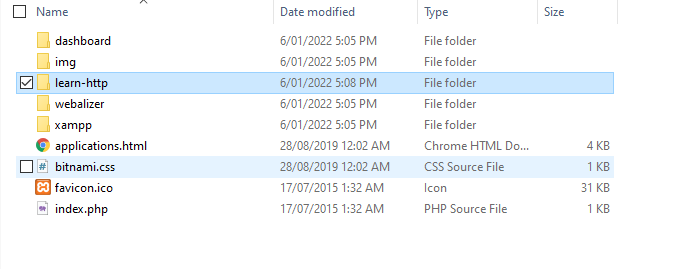 Name Date modified Type Size
dashboard 6/01/2022 5:05 PM File folder
img 6/01/2022 5:05 PM File folder
learn-http 6/01/2022 5:08 PM File folder
webalizer 6/01/2022 5:05 PM File folder
xampp 6/01/2022 5:05 PM File folder
applications.html 28/08/2019 12:02 AM Chrome HTML Do... 4 KB
bitnami.css 28/08/2019 12:02 AM CSS Source File 1 KB
favicon.ico 17/07/2015 1:32 AM Icon 31 KB
index.php 17/07/2015 1:32 AM PHP Source File 1 KB